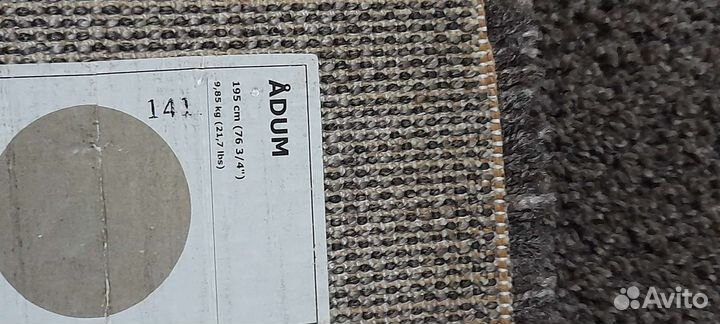 ÅDUM
195 cm (76 3/4")
9,85 kg (21,7 lbs)
141
Avito